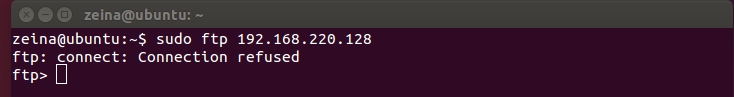 zeina@ubuntu: ~
zeina@ubuntu:~$ sudo ftp 192.168.220.128
ftp: connect: Connection refused
ftp>